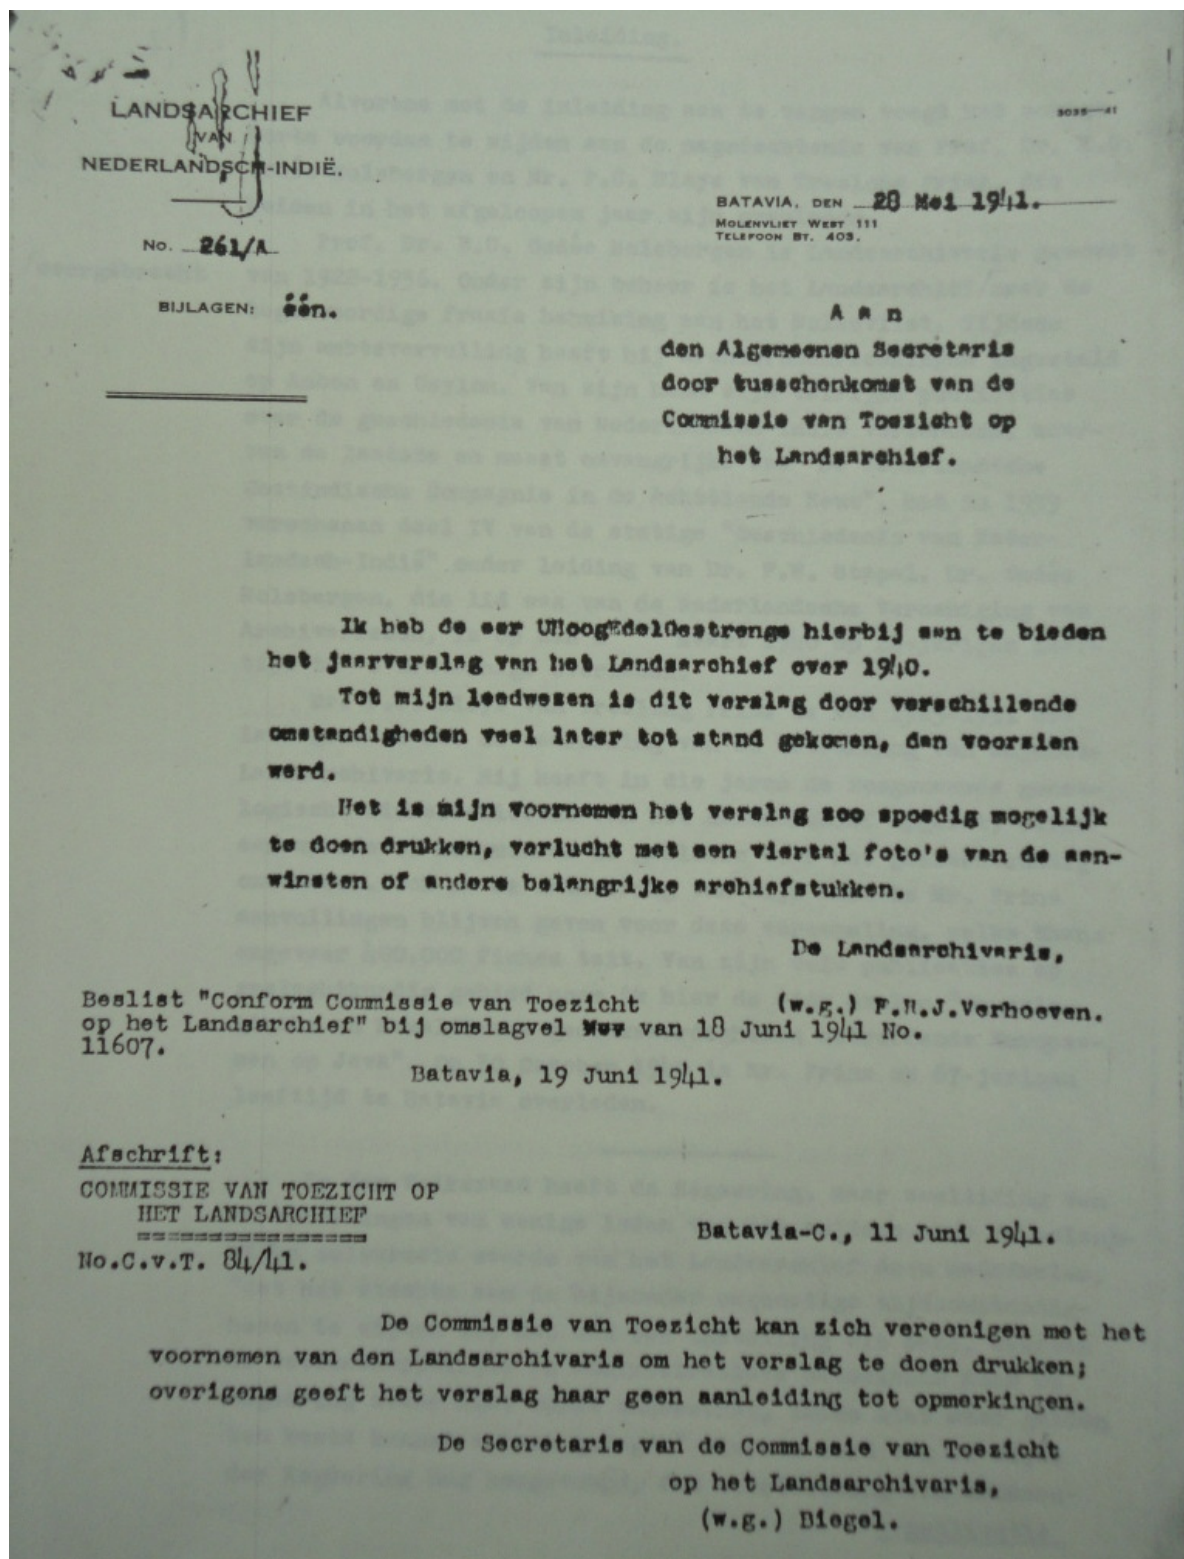 LANDSARCHIEF
VAN
NEDERLANDSCH-INDIË.
3035—41
BATAVIA, DEN 28 Mei 1941.
MOLENVLIET WEST 111
TELEFOON BT. 403.
No. 261/A
BIJLAGEN: één.
Aan
den Algemeenen Secretaris
door tusschenkomst van de
Commissie van Toezicht op
het Landsarchief.
Ik heb de eer UHoogEdelGestrenge hierbij aan te bieden
het jaarverslag van het Landsarchief over 1940.
Tot mijn leedwezen is dit verslag door verschillende
omstandigheden veel later tot stand gekomen, dan voorzien
werd.
Het is mijn voornemen het verslag zoo spoedig mogelijk
te doen drukken, verlucht met een viertal foto's van de aan-
winsten of andere belangrijke archiefstukken.
De Landsarchivaris,
(w.g.) F.R.J.Verhoeven.
Beslist "Conform Commissie van Toezicht
op het Landsarchief" bij omslagvel van 18 Juni 1941 No.
11607.
Batavia, 19 Juni 1941.
Afschrift:
COMMISSIE VAN TOEZICHT OP
HET LANDSARCHIEF
=================
No.C.v.T. 84/41.
Batavia-C., 11 Juni 1941.
De Commissie van Toezicht kan zich vereenigen met het
voornemen van den Landsarchivaris om het verslag te doen drukken;
overigens geeft het verslag haar geen aanleiding tot opmerkingen.
De Secretaris van de Commissie van Toezicht
op het Landsarchivaris,
(w.g.) Diegel.